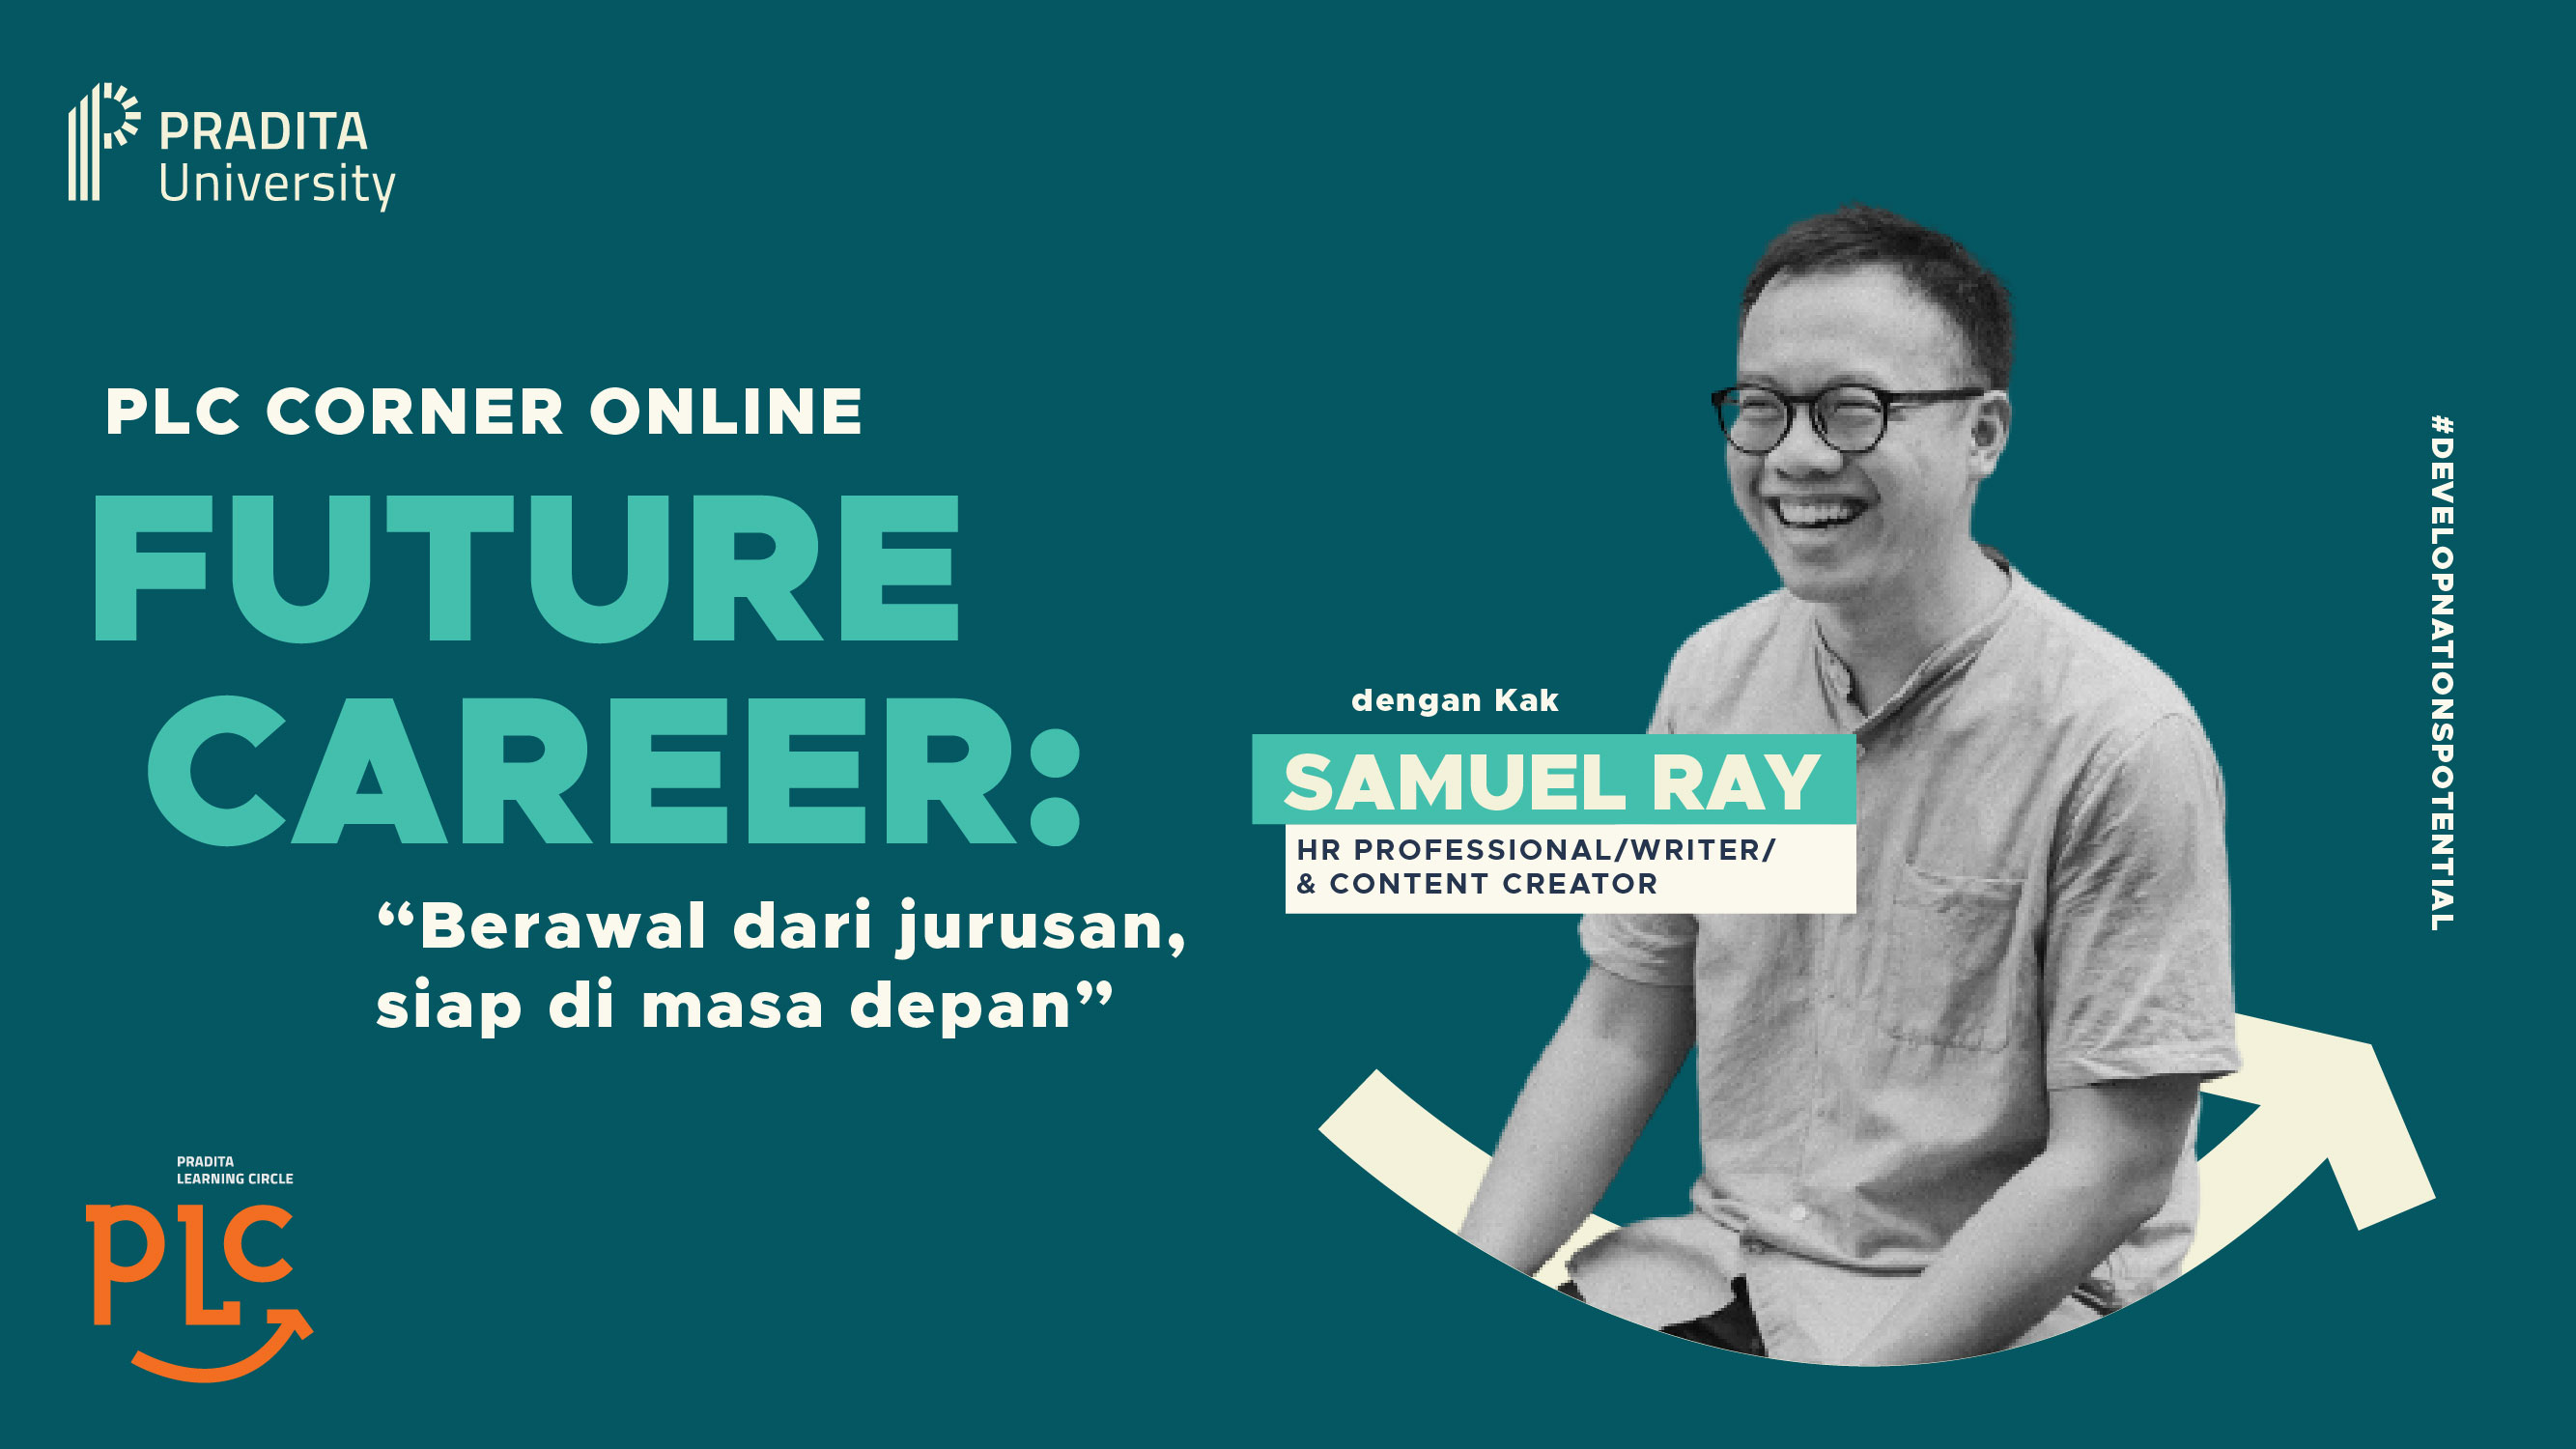 PRADITA
University
PLC CORNER ONLINE
FUTURE
CAREER:
“Berawal dari jurusan,
siap di masa depan”
dengan Kak
SAMUEL RAY
HR PROFESSIONAL/WRITER/
& CONTENT CREATOR
#DEVELOPNATIONSPOTENTIAL
PRADITA
LEARNING CIRCLE
PLC